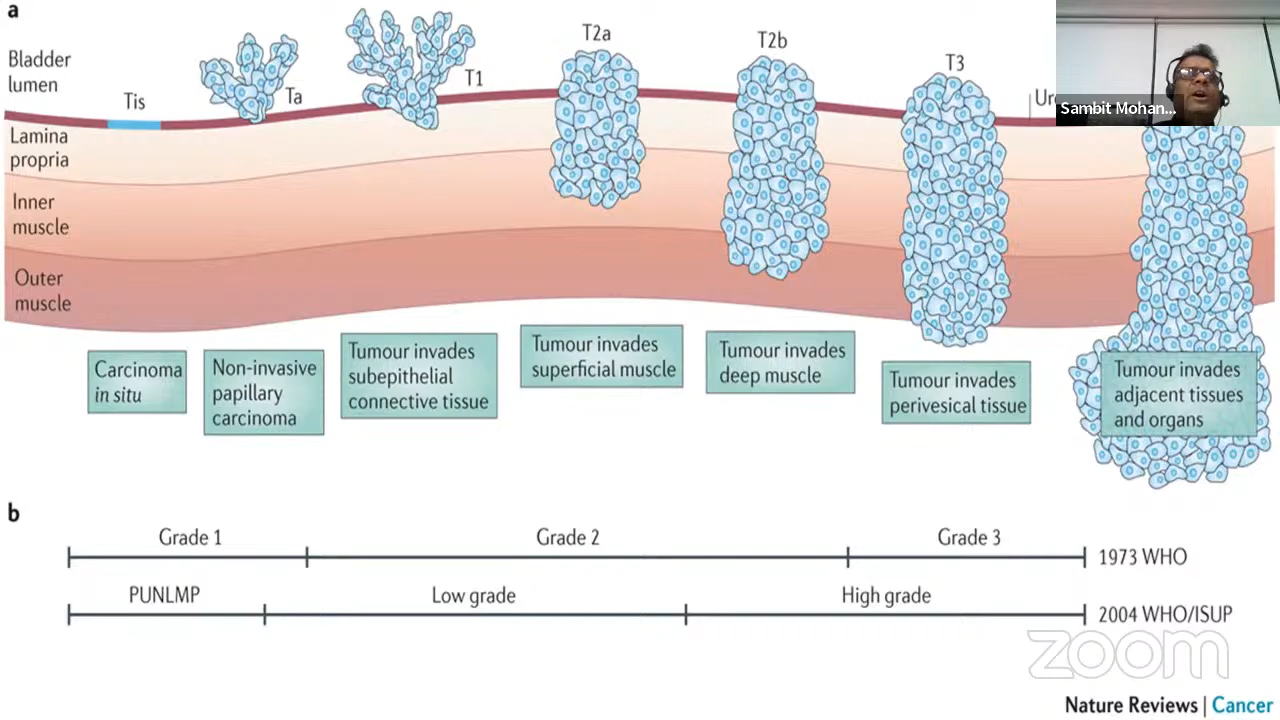 a
Bladder
lumen
Tis
Ta
T1
T2a
T2b
T3
Sambit Mohan...
Lamina
propria
Inner
muscle
Outer
muscle
Carcinoma
in situ
Non-invasive
papillary
carcinoma
Tumour invades
subepithelial
connective tissue
Tumour invades
superficial muscle
Tumour invades
deep muscle
Tumour invades
perivesical tissue
Tumour invades
adjacent tissues
and organs
b
Grade 1
Grade 2
Grade 3
1973 WHO
PUNLMP
Low grade
High grade
2004 WHO/ISUP
zoom
Nature Reviews | Cancer